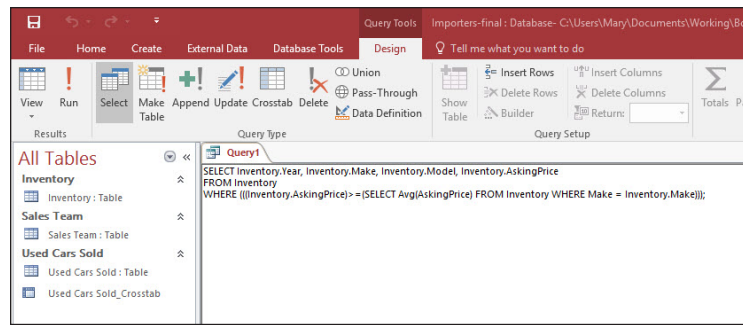 Query Tools Importers-final : Database- C:\Users\Mary\Documents\Working\Bo
File Home Create External Data Database Tools Design Tell me what you want to do
View Run Select Make Table Append Update Crosstab Delete
Union
Pass-Through
Data Definition
Show Table
Insert Rows
Delete Rows
Builder
Insert Columns
Delete Columns
Return:
Totals
Results Query Type Query Setup
All Tables
Inventory
Inventory : Table
Sales Team
Sales Team : Table
Used Cars Sold
Used Cars Sold : Table
Used Cars Sold_Crosstab
Query1
SELECT Inventory.Year, Inventory.Make, Inventory.Model, Inventory.AskingPrice
FROM Inventory
WHERE (((Inventory.AskingPrice)>=(SELECT Avg(AskingPrice) FROM Inventory WHERE Make = Inventory.Make)));